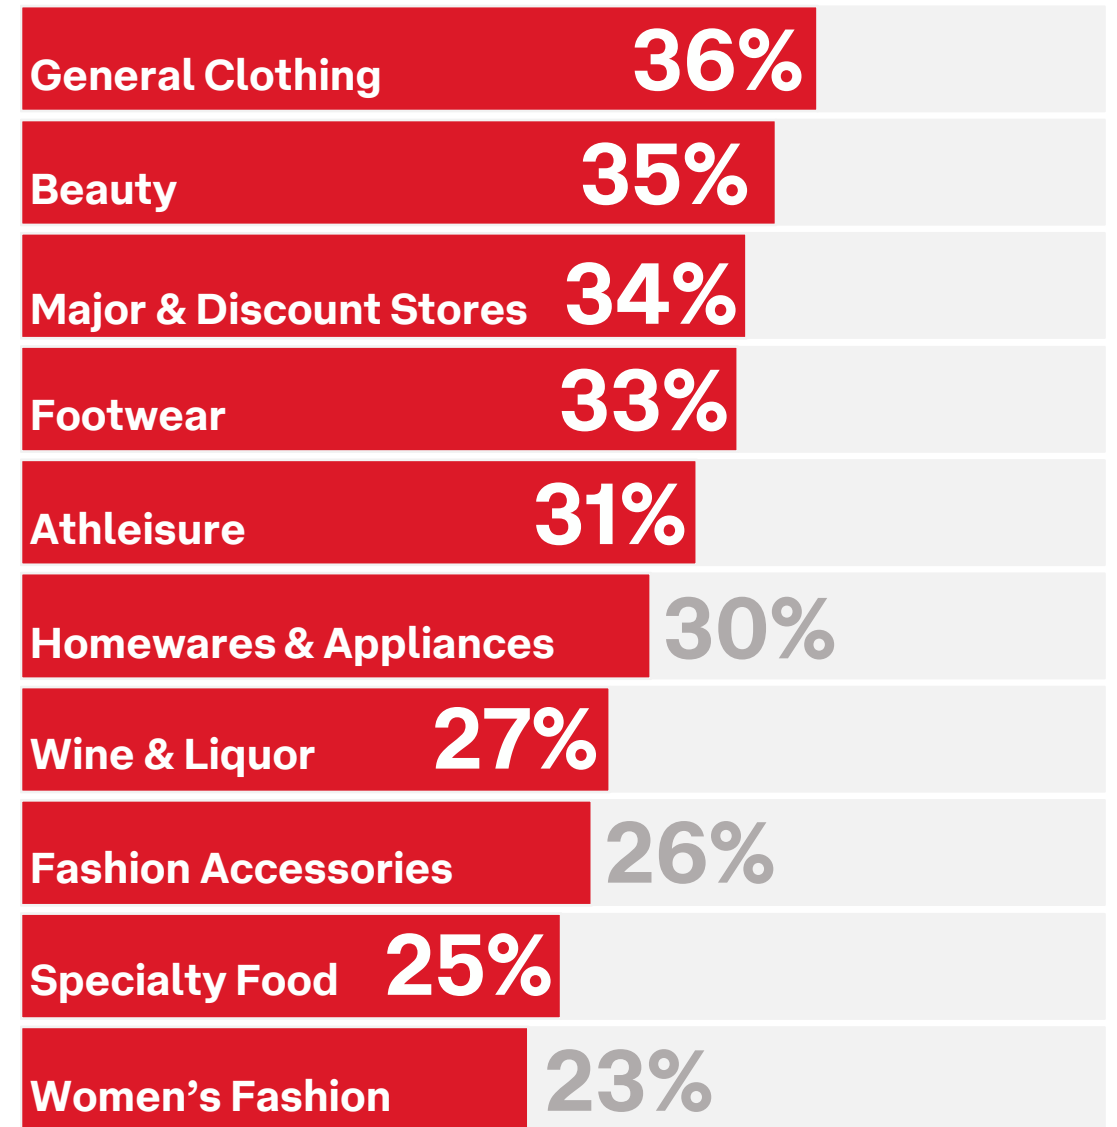 General Clothing 36%
Beauty 35%
Major & Discount Stores 34%
Footwear 33%
Athleisure 31%
Homewares & Appliances 30%
Wine & Liquor 27%
Fashion Accessories 26%
Specialty Food 25%
Women’s Fashion 23%